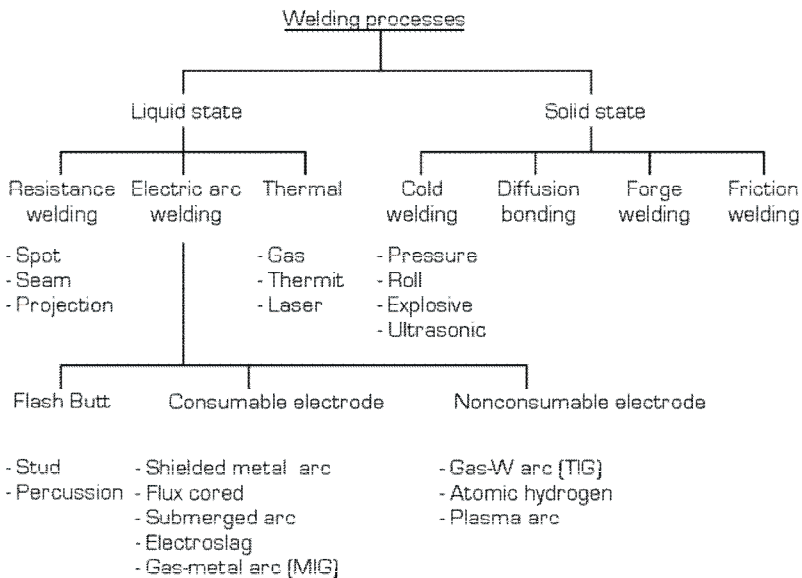 Welding processes
Liquid state
Solid state
Resistance welding
Electric arc welding
Thermal
Cold welding
Diffusion bonding
Forge welding
Friction welding
- Spot
- Seam
- Projection
- Gas
- Thermit
- Laser
- Pressure
- Roll
- Explosive
- Ultrasonic
Flash Butt
Consumable electrode
Nonconsumable electrode
- Stud
- Percussion
- Shielded metal arc
- Flux cored
- Submerged arc
- Electroslag
- Gas-metal arc (MIG)
- Gas-W arc (TIG)
- Atomic hydrogen
- Plasma arc